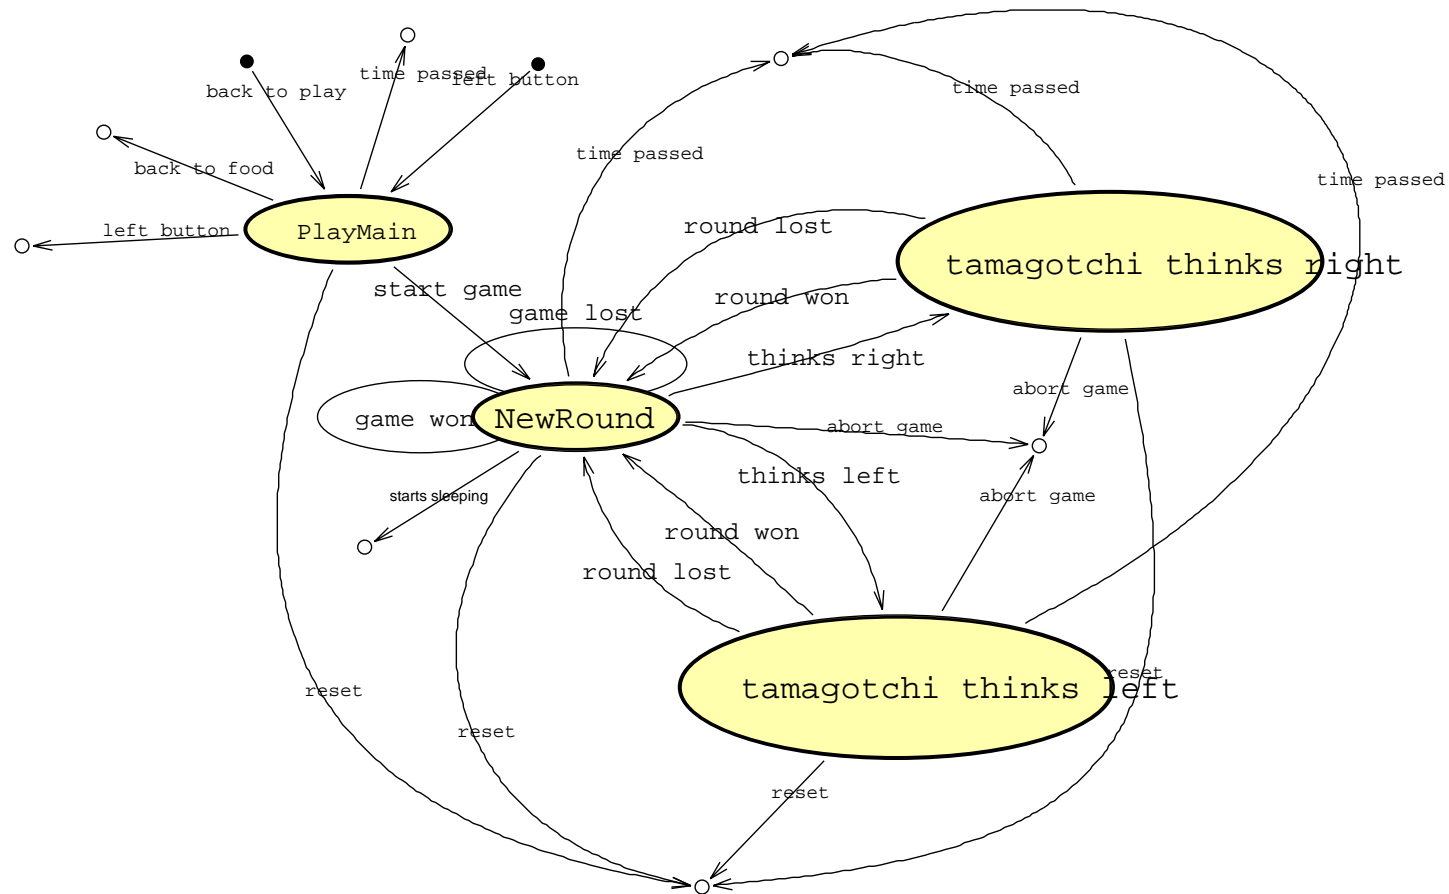 time passed
left button
back to play
time passed
time passed
back to food
time passed
left button
PlayMain
round lost
tamagotchi thinks right
start game
round won
game lost
thinks right
abort game
game won
NewRound
abort game
thinks left
starts sleeping
abort game
round won
round lost
reset
reset
tamagotchi thinks left
reset
reset